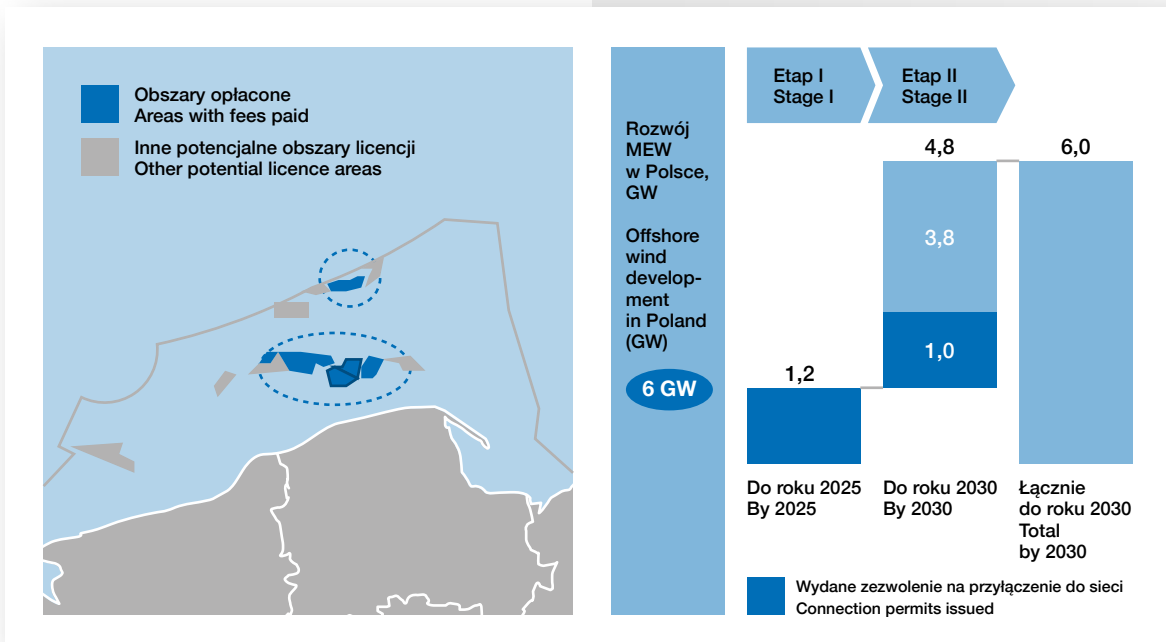 Obszary opłacone
Areas with fees paid
Inne potencjalne obszary licencji
Other potential licence areas
Rozwój
MEW
w Polsce,
GW
Offshore
wind
develop-
ment
in Poland
(GW)
6 GW
Etap I
Stage I
Etap II
Stage II
4,8
6,0
3,8
1,0
1,2
Do roku 2025
By 2025
Do roku 2030
By 2030
Łącznie
do roku 2030
Total
by 2030
Wydane zezwolenie na przyłączenie do sieci
Connection permits issued